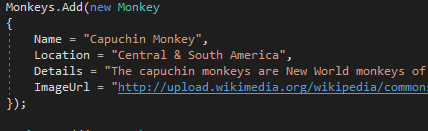 Monkeys.Add(new Monkey
{
Name = "Capuchin Monkey",
Location = "Central & South America",
Details = "The capuchin monkeys are New World monkeys of
ImageUrl = "http://upload.wikimedia.org/wikipedia/commons
});